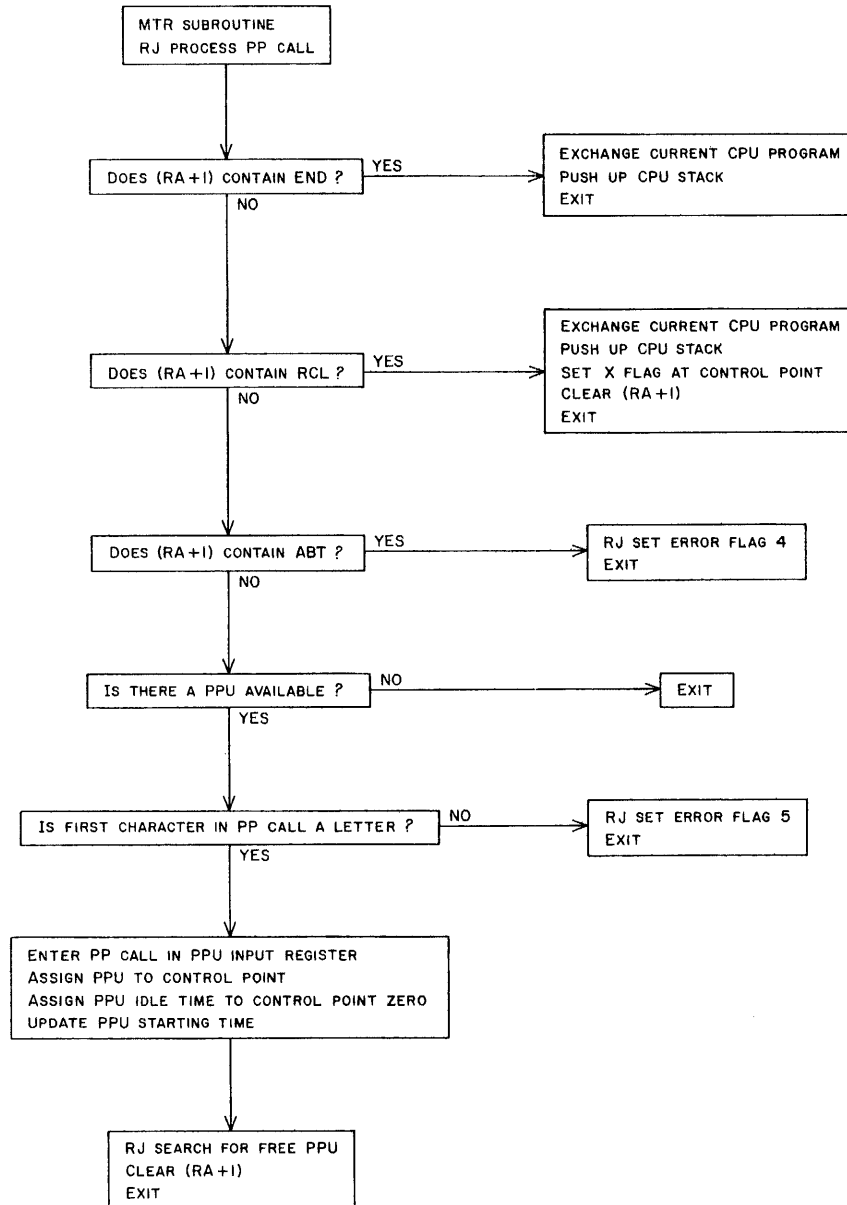 MTR SUBROUTINE
RJ PROCESS PP CALL
DOES (RA+1) CONTAIN END ?
YES
NO
EXCHANGE CURRENT CPU PROGRAM
PUSH UP CPU STACK
EXIT
DOES (RA+1) CONTAIN RCL ?
YES
NO
EXCHANGE CURRENT CPU PROGRAM
PUSH UP CPU STACK
SET X FLAG AT CONTROL POINT
CLEAR (RA+1)
EXIT
DOES (RA+1) CONTAIN ABT ?
YES
NO
RJ SET ERROR FLAG 4
EXIT
IS THERE A PPU AVAILABLE ?
NO
YES
EXIT
IS FIRST CHARACTER IN PP CALL A LETTER ?
NO
YES
RJ SET ERROR FLAG 5
EXIT
ENTER PP CALL IN PPU INPUT REGISTER
ASSIGN PPU TO CONTROL POINT
ASSIGN PPU IDLE TIME TO CONTROL POINT ZERO
UPDATE PPU STARTING TIME
RJ SEARCH FOR FREE PPU
CLEAR (RA+1)
EXIT